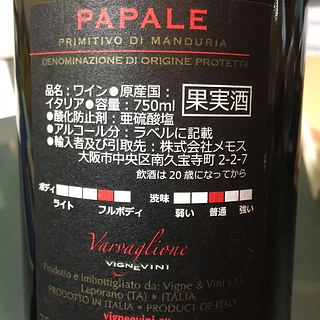 PAPALE
PRIMITIVO DI MANDURIA
DENOMINAZIONE DI ORIGINE PROTETTA
品名：ワイン●原産国：
イタリア●容量：750ml
●酸化防止剤：亜硫酸塩
●アルコール分：ラベルに記載
●輸入者及び引取先：株式会社メモス
大阪市中央区南久宝寺町2-2-7
果実酒
飲酒は20歳になってから
ボディ
ライト フルボディ
渋味
弱い 普通 強い
Varvaglione
VIGNEVINI
Prodotto e imbottigliato da: Vigne & Vini s.r.l.
Leporano (TA) • ITALIA
PRODOTTO IN ITALIA • PRODUCT OF ITALY